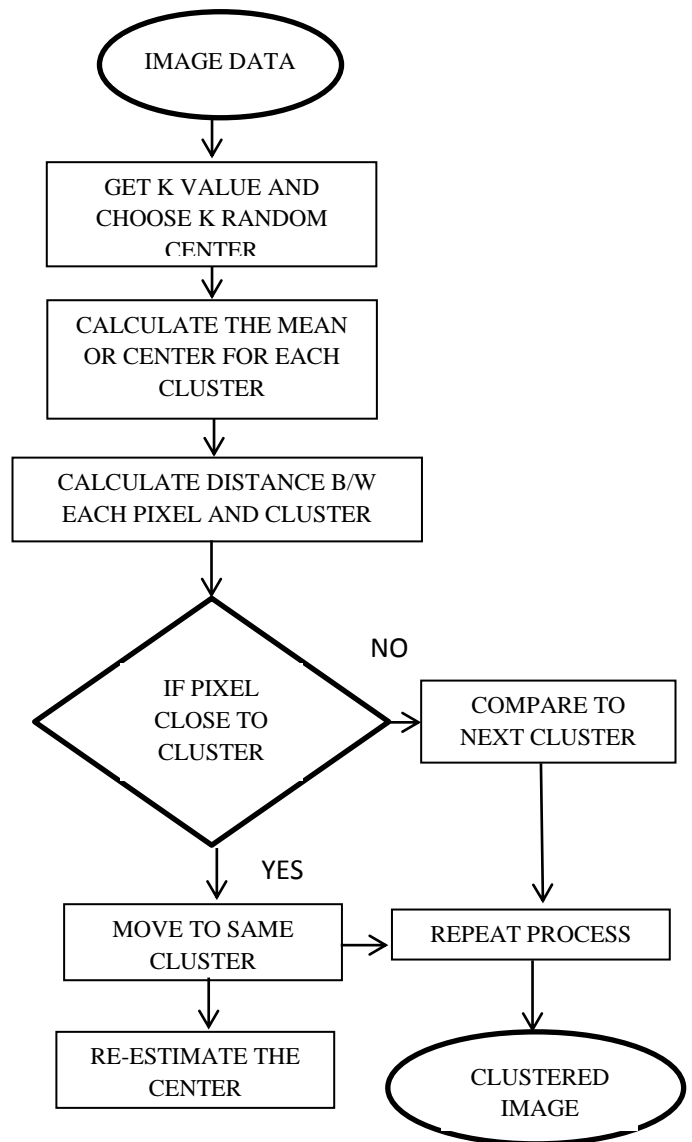 IMAGE DATA
GET K VALUE AND
CHOOSE K RANDOM
CENTER
CALCULATE THE MEAN
OR CENTER FOR EACH
CLUSTER
CALCULATE DISTANCE B/W
EACH PIXEL AND CLUSTER
IF PIXEL
CLOSE TO
CLUSTER
NO
COMPARE TO
NEXT CLUSTER
YES
MOVE TO SAME
CLUSTER
REPEAT PROCESS
RE-ESTIMATE THE
CENTER
CLUSTERED
IMAGE